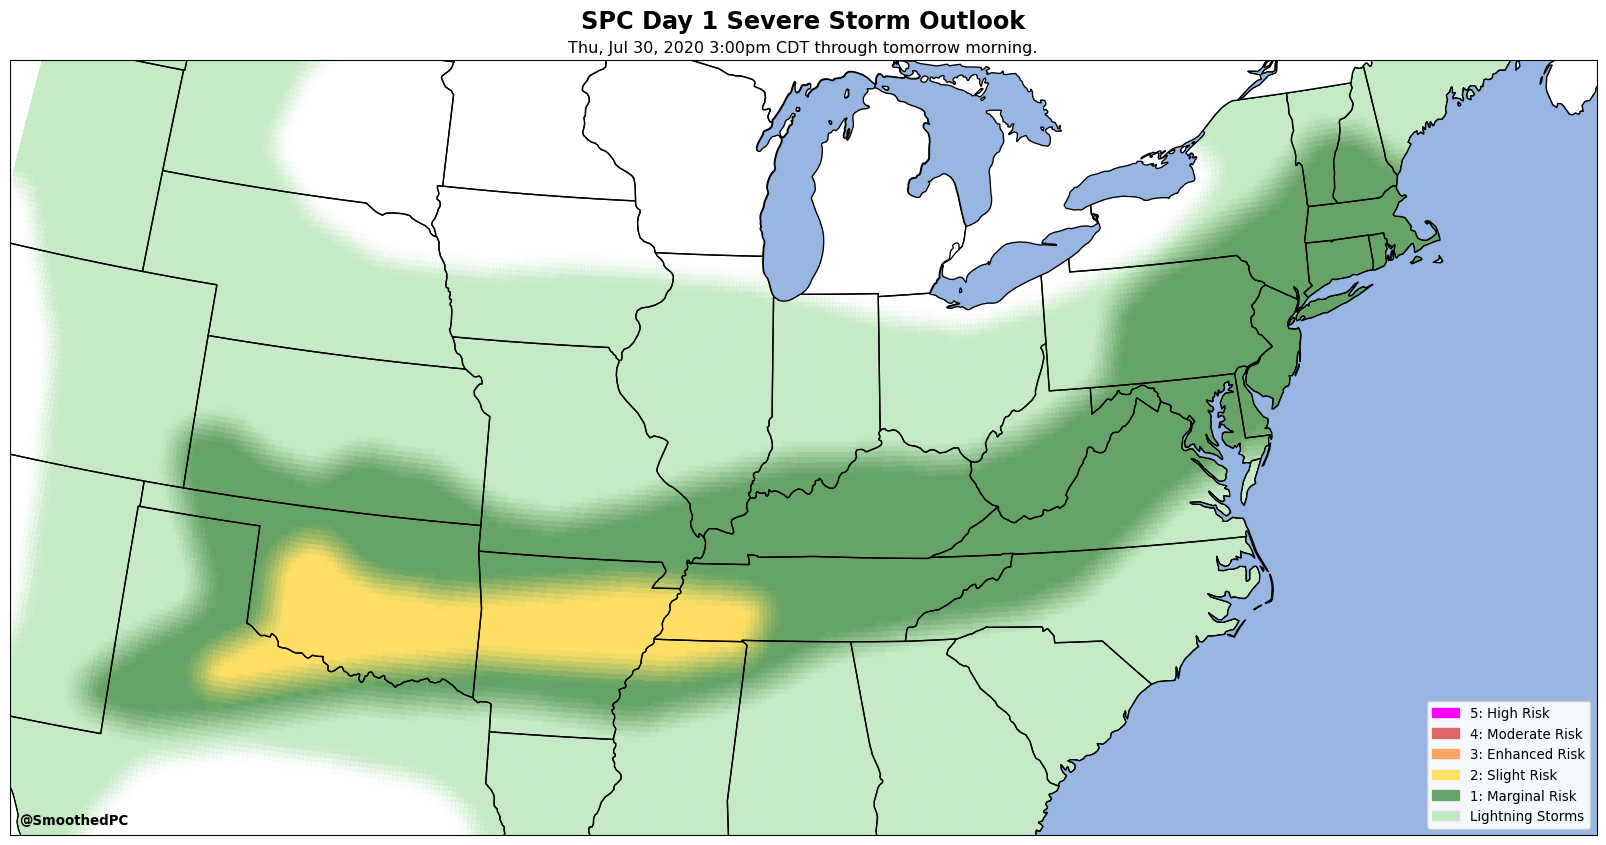 SPC Day 1 Severe Storm Outlook
Thu, Jul 30, 2020 3:00pm CDT through tomorrow morning.
5: High Risk
4: Moderate Risk
3: Enhanced Risk
2: Slight Risk
1: Marginal Risk
Lightning Storms
@SmoothedPC